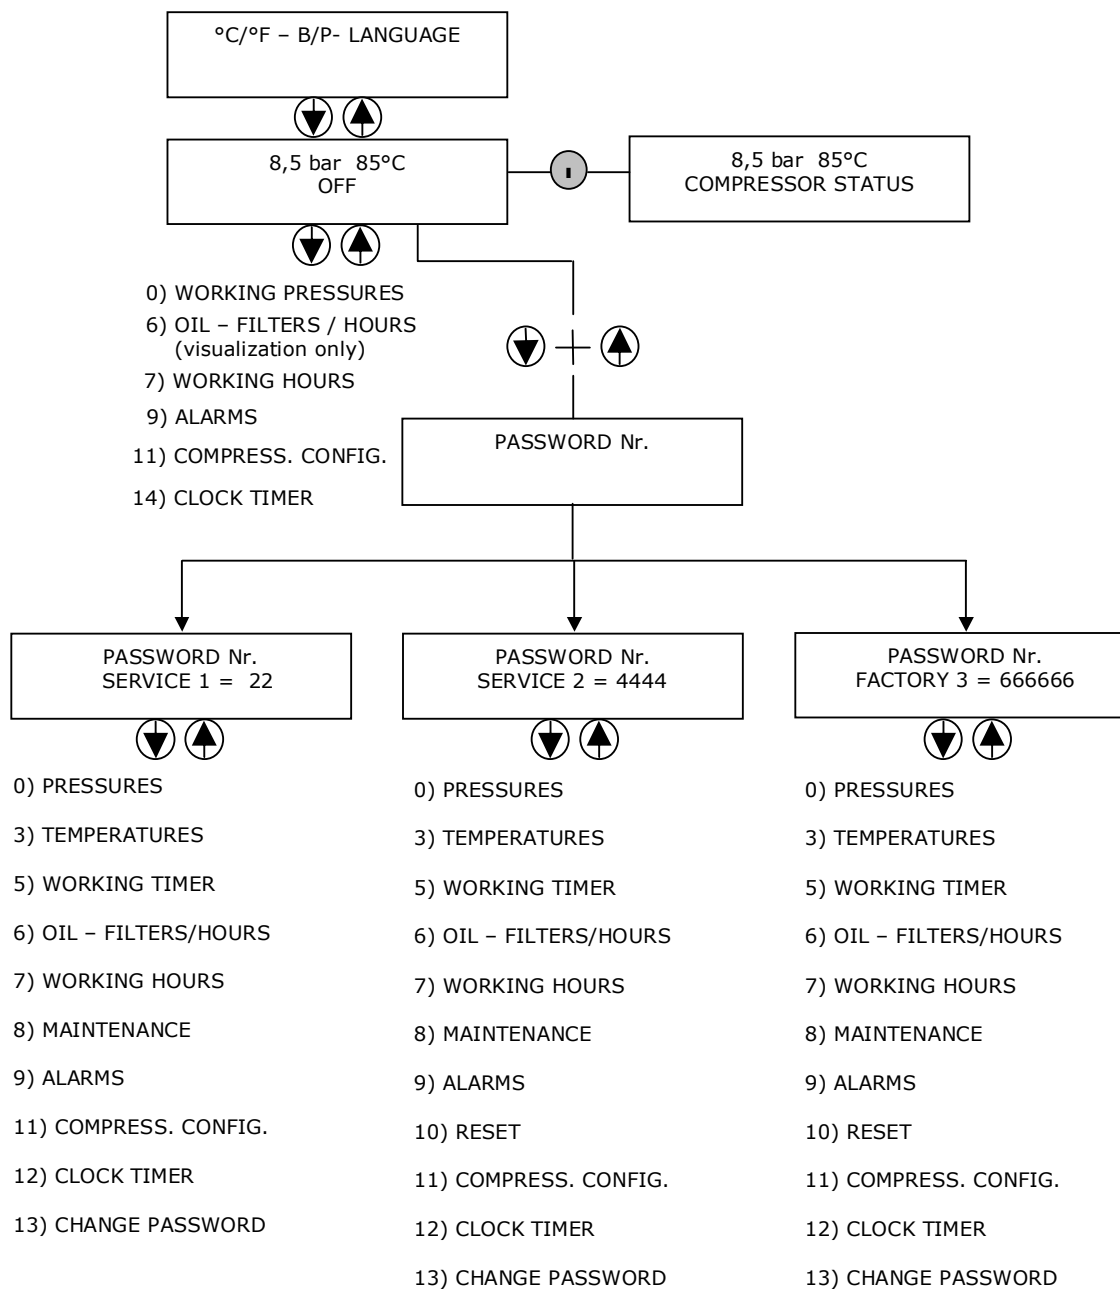 °C/°F – B/P- LANGUAGE
8,5 bar 85°C
OFF
I
8,5 bar 85°C
COMPRESSOR STATUS
0) WORKING PRESSURES
6) OIL – FILTERS / HOURS
(visualization only)
7) WORKING HOURS
9) ALARMS
11) COMPRESS. CONFIG.
14) CLOCK TIMER
PASSWORD Nr.
PASSWORD Nr.
SERVICE 1 = 22
0) PRESSURES
3) TEMPERATURES
5) WORKING TIMER
6) OIL – FILTERS/HOURS
7) WORKING HOURS
8) MAINTENANCE
9) ALARMS
11) COMPRESS. CONFIG.
12) CLOCK TIMER
13) CHANGE PASSWORD
PASSWORD Nr.
SERVICE 2 = 4444
0) PRESSURES
3) TEMPERATURES
5) WORKING TIMER
6) OIL – FILTERS/HOURS
7) WORKING HOURS
8) MAINTENANCE
9) ALARMS
10) RESET
11) COMPRESS. CONFIG.
12) CLOCK TIMER
13) CHANGE PASSWORD
PASSWORD Nr.
FACTORY 3 = 666666
0) PRESSURES
3) TEMPERATURES
5) WORKING TIMER
6) OIL – FILTERS/HOURS
7) WORKING HOURS
8) MAINTENANCE
9) ALARMS
10) RESET
11) COMPRESS. CONFIG.
12) CLOCK TIMER
13) CHANGE PASSWORD